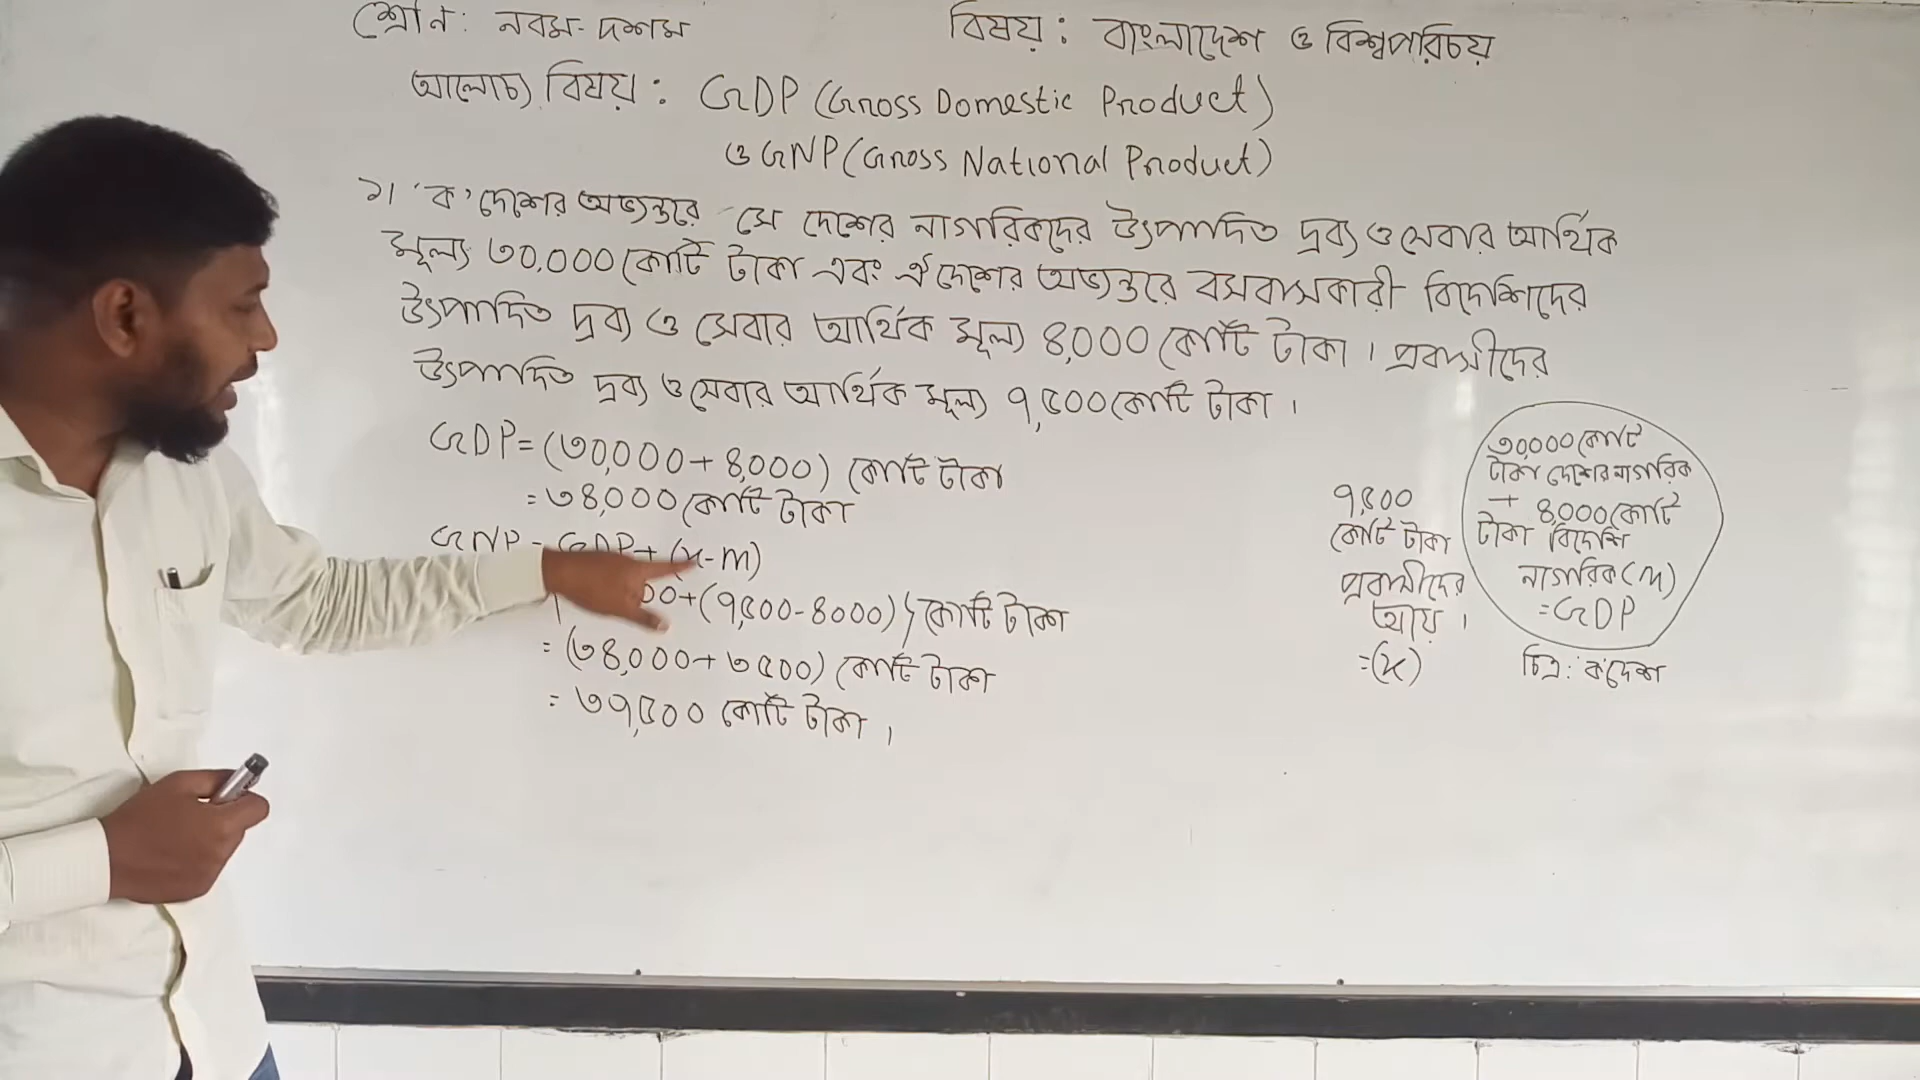 শ্রেণি: নবম-দশম
বিষয়: বাংলাদেশ ও বিশ্বপরিচয়
আলোচ্য বিষয়: GDP (Gross Domestic Product)
ও GNP (Gross National Product)
১। 'ক' দেশের অভ্যন্তরে সে দেশের নাগরিকদের উৎপাদিত দ্রব্য ও সেবার আর্থিক
মূল্য ৩০,০০০ কোটি টাকা এবং ঐ দেশের অভ্যন্তরে বসবাসকারী বিদেশিদের
উৎপাদিত দ্রব্য ও সেবার আর্থিক মূল্য ৪,০০০ কোটি টাকা। প্রবাসীদের
উৎপাদিত দ্রব্য ও সেবার আর্থিক মূল্য ৭,৫০০ কোটি টাকা।
GDP = (৩০,০০০ + ৪,০০০) কোটি টাকা
= ৩৪,০০০ কোটি টাকা
GNP = GDP + (x-m)
00 + (৭,৫০০ - ৪০০০)} কোটি টাকা
= (৩৪,০০০ + ৩৫০০) কোটি টাকা
= ৩৭,৫০০ কোটি টাকা।
৭,৫০০
কোটি টাকা
প্রবাসীদের
আয়।
=(x)
৩০,০০০ কোটি
টাকা দেশের নাগরিক
+ ৪,০০০ কোটি
টাকা বিদেশি
নাগরিক (m)
= GDP
চিত্র: 'ক' দেশ